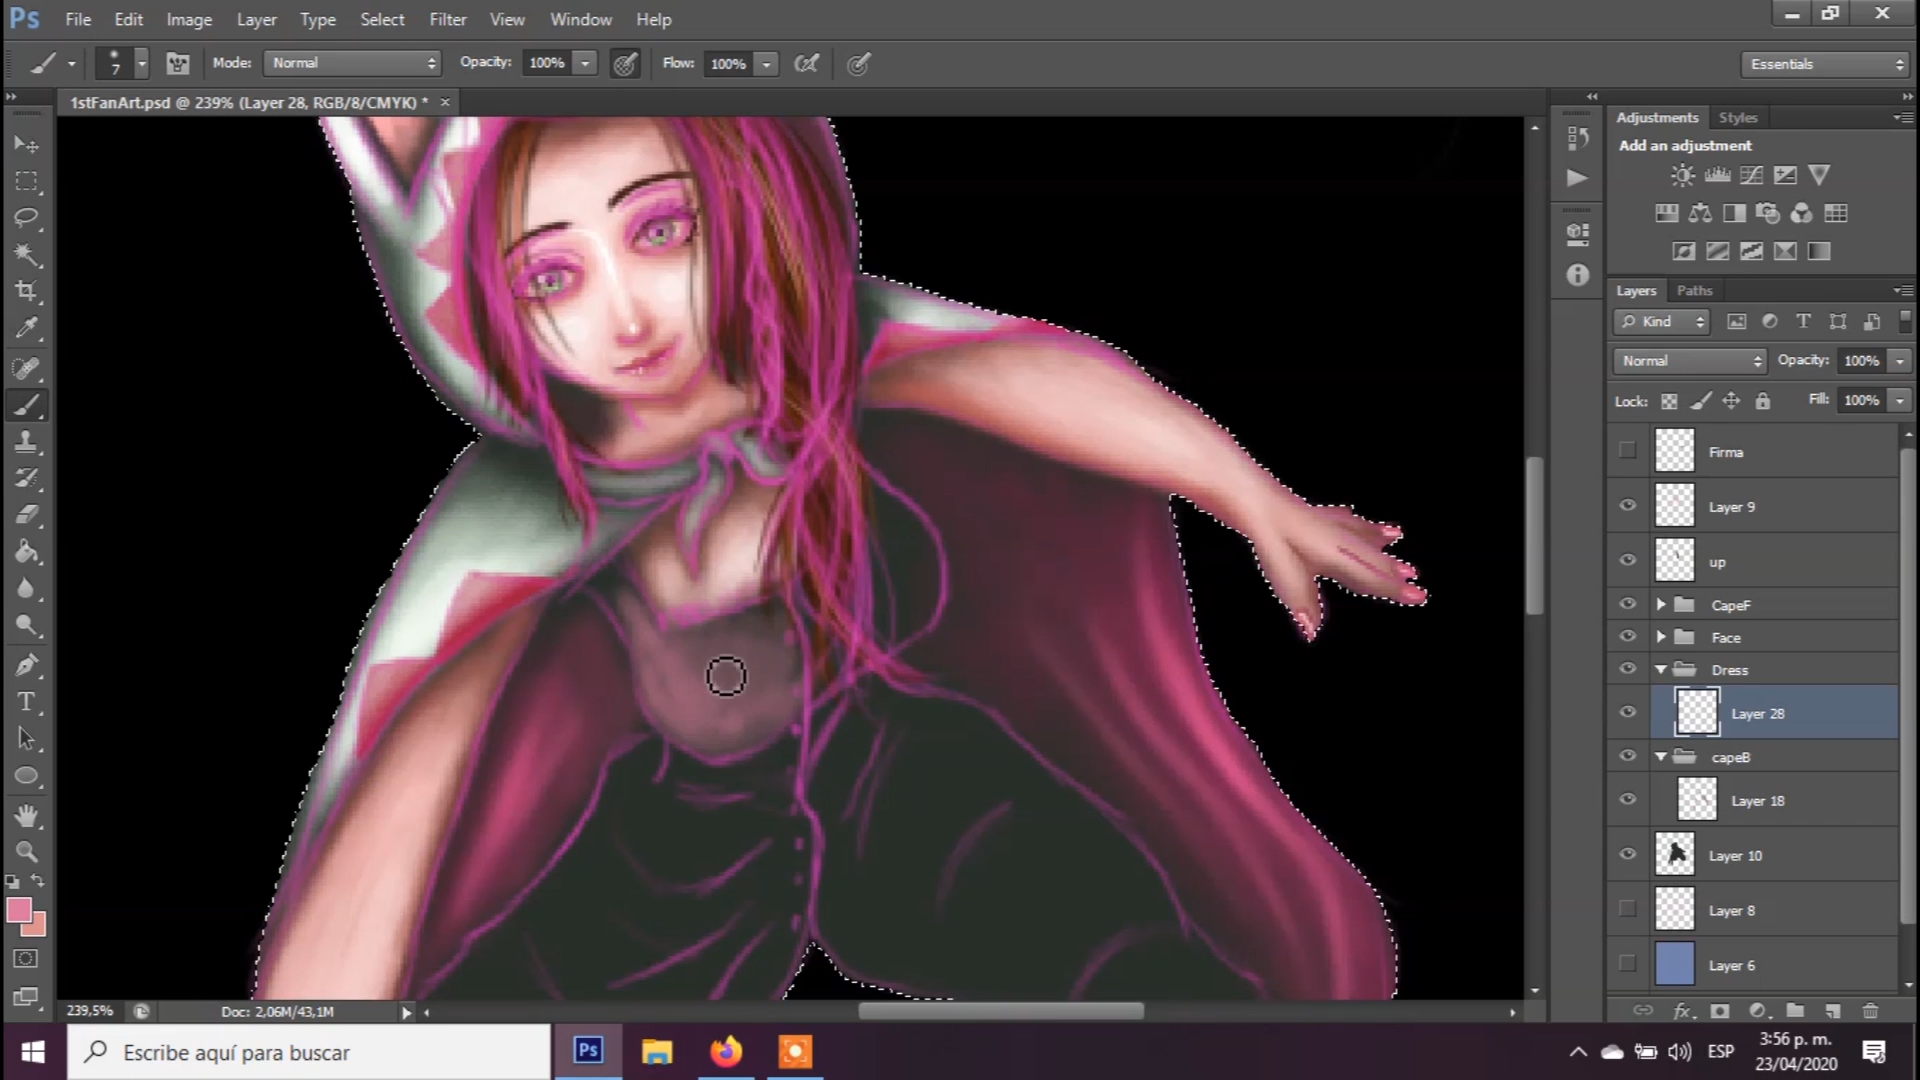 Ps File Edit Image Layer Type Select Filter View Window Help
7 Mode: Normal Opacity: 100% Flow: 100% Essentials
1stFanArt.psd @ 239% (Layer 28, RGB/8/CMYK) *
Adjustments Styles
Add an adjustment
Layers Paths
Kind
Normal Opacity: 100%
Lock: Fill: 100%
Firma
Layer 9
up
CapeF
Face
Dress
Layer 28
capeB
Layer 18
Layer 10
Layer 8
Layer 6
239,5% Doc: 2,06M/43,1M
Escribe aquí para buscar
Ps
ESP
3:56 p. m.
23/04/2020